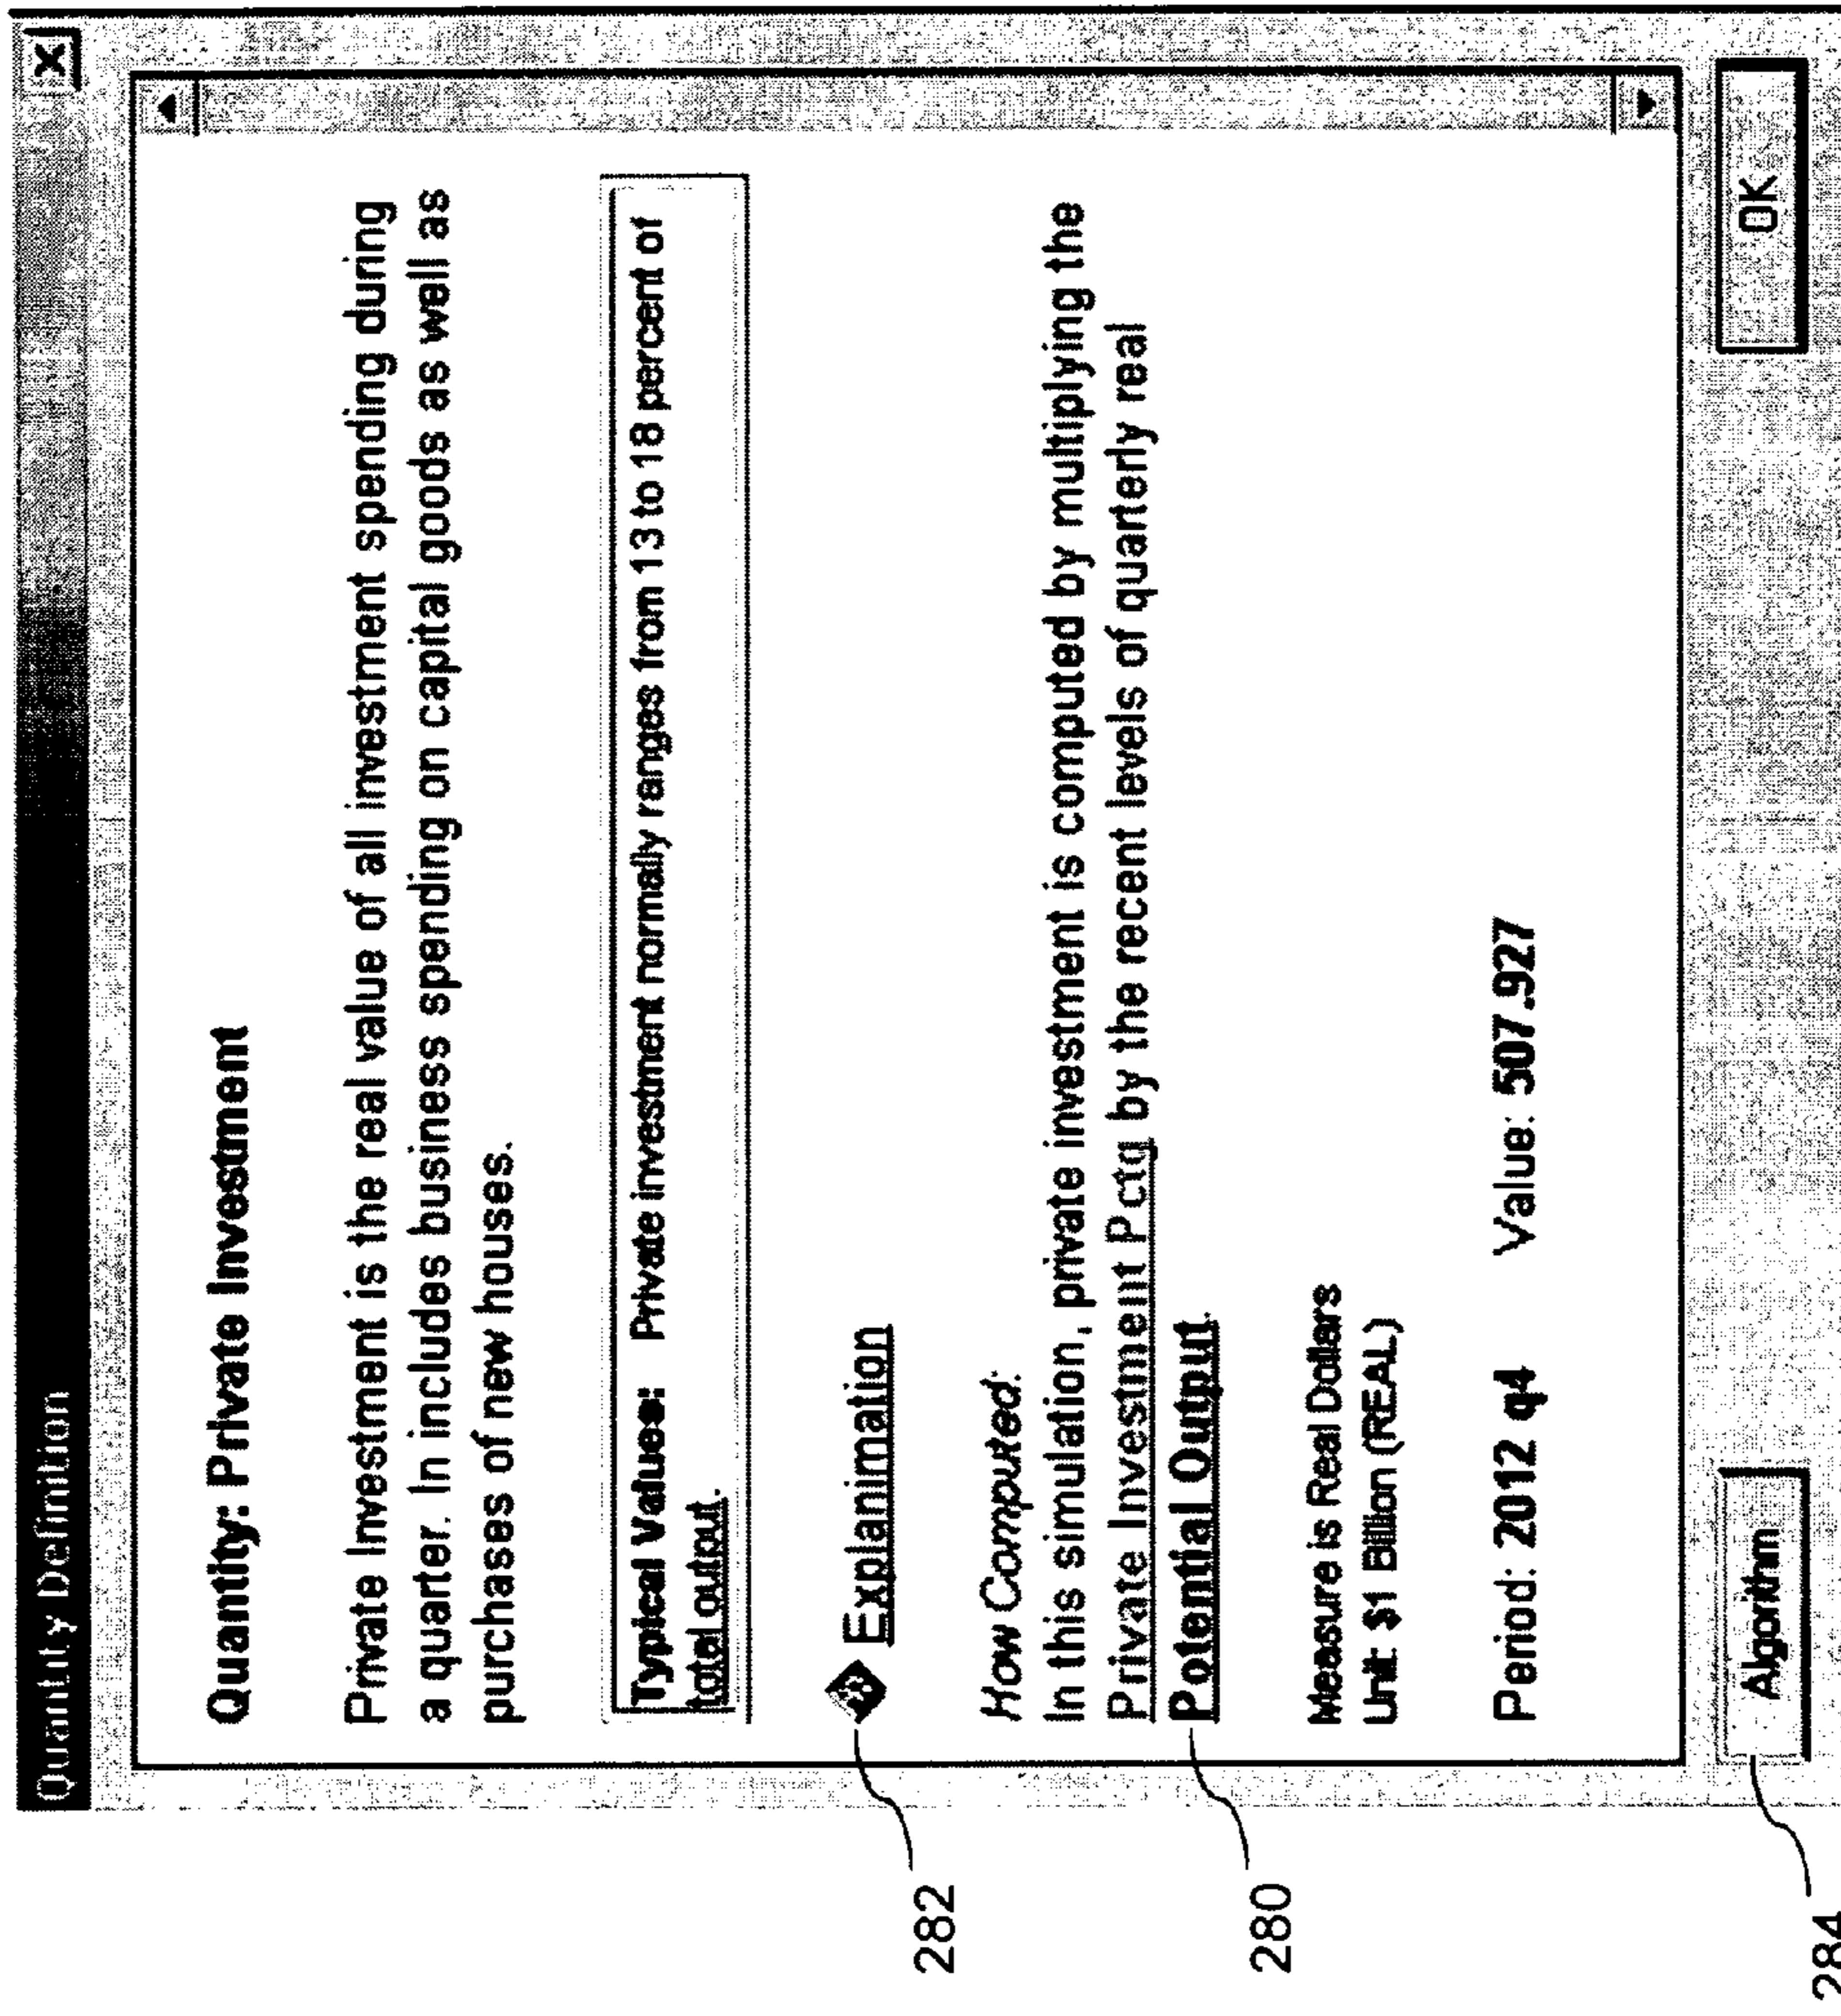 Quantity Definition
Quantity: Private Investment
Private Investment is the real value of all investment spending during
a quarter. In includes business spending on capital goods as well as
purchases of new houses.
Typical Values: Private investment normally ranges from 13 to 18 percent of
total output.
Explanimation
How Computed:
In this simulation, private investment is computed by multiplying the
Private Investment Pctg by the recent levels of quarterly real
Potential Output.
Measure is Real Dollars
Unit: $1 Billion (REAL)
Period: 2012 q4 Value: 507.927
Algorithm OK
282
280
284